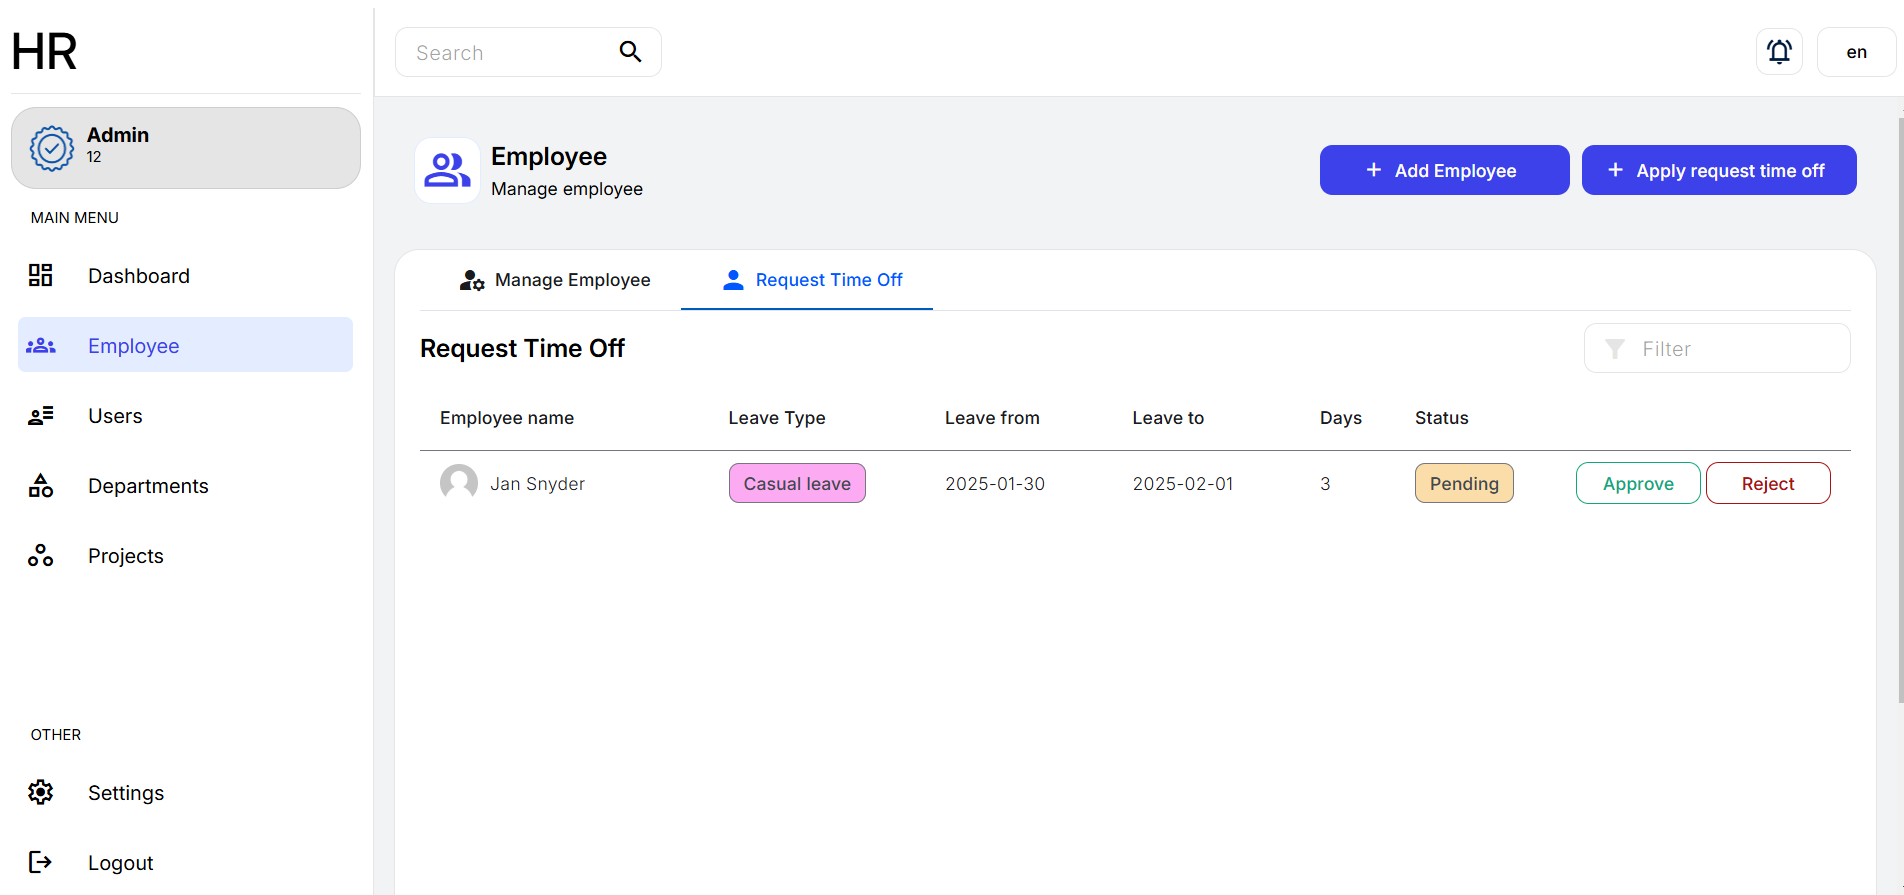 HR
Admin
12
MAIN MENU
Dashboard
Employee
Users
Departments
Projects
OTHER
Settings
Logout
Search
en
Employee
Manage employee
+ Add Employee
+ Apply request time off
Manage Employee
Request Time Off
Request Time Off
Filter
Employee name Leave Type Leave from Leave to Days Status
Jan Snyder Casual leave 2025-01-30 2025-02-01 3 Pending Approve Reject